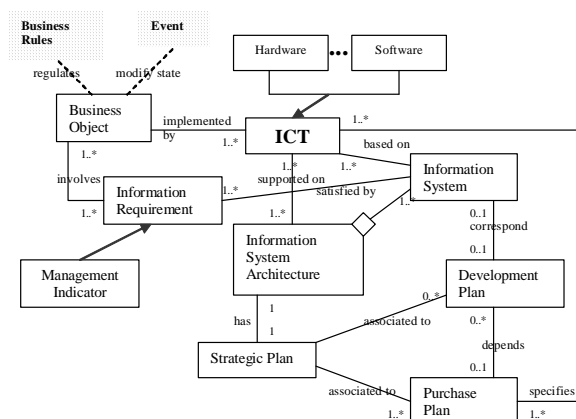 Business
Rules
Event
Hardware
Software
regulates
modify state
Business
Object
implemented
by
ICT
1..*
1..*
based on
1..*
1..*
1..*
supported on
Information
System
involves
1..*
Information
Requirement
1..*
satisfied by
1..*
0..1
correspond
1..*
Information
System
Architecture
Management
Indicator
0..1
Development
Plan
1
has
1
0..*
associated to
0..*
depends
Strategic Plan
0..1
associated to
1..*
Purchase
Plan
specifies
1..*